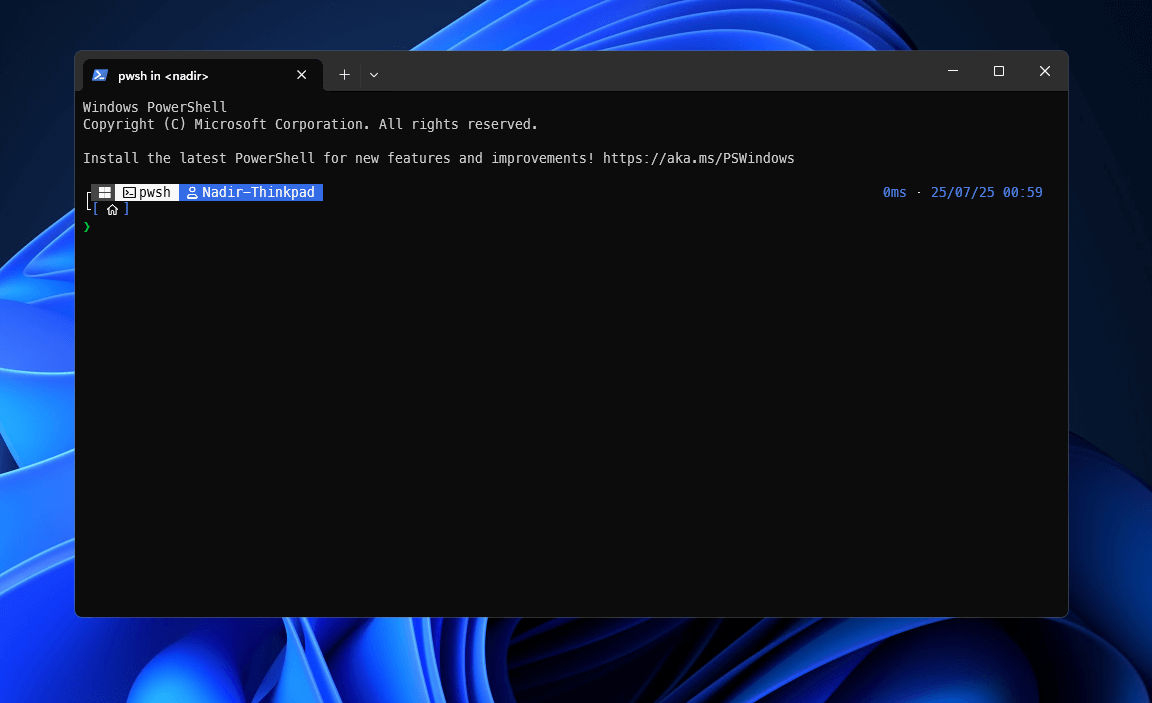 pwsh in <nadir>
Windows PowerShell
Copyright (C) Microsoft Corporation. All rights reserved.
Install the latest PowerShell for new features and improvements! https://aka.ms/PSWindows
pwsh Nadir-Thinkpad 0ms · 25/07/25 00:59
[ ]
❯